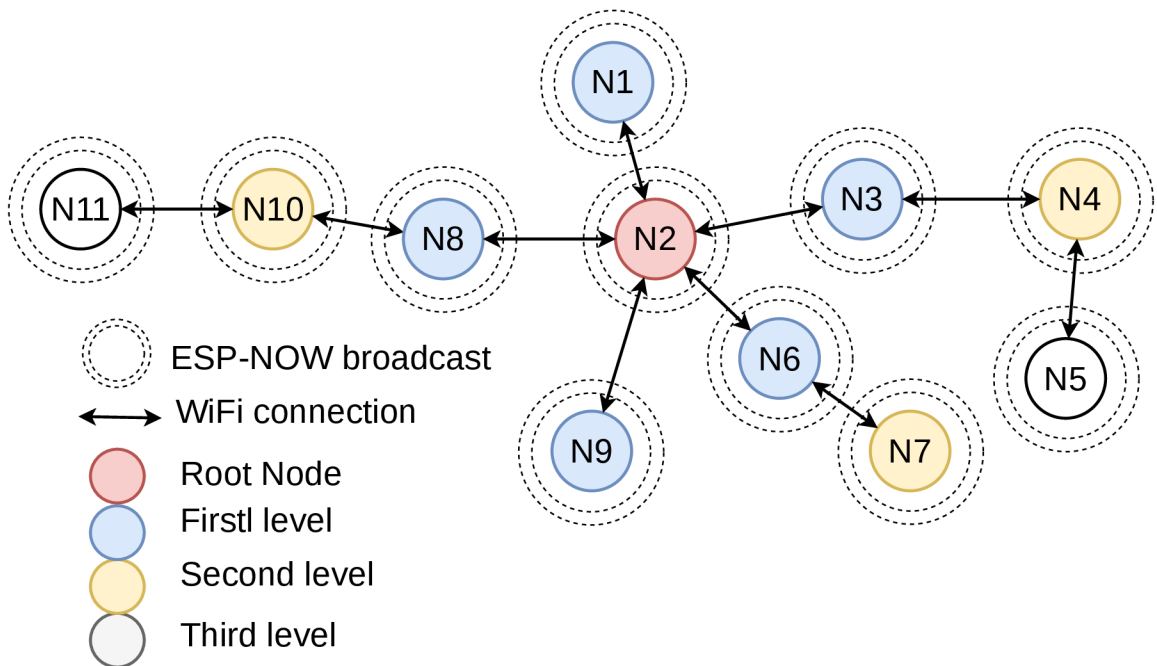 N1
N11
N10
N8
N2
N3
N4
N6
N5
N9
N7
ESP-NOW broadcast
WiFi connection
Root Node
Firstl level
Second level
Third level